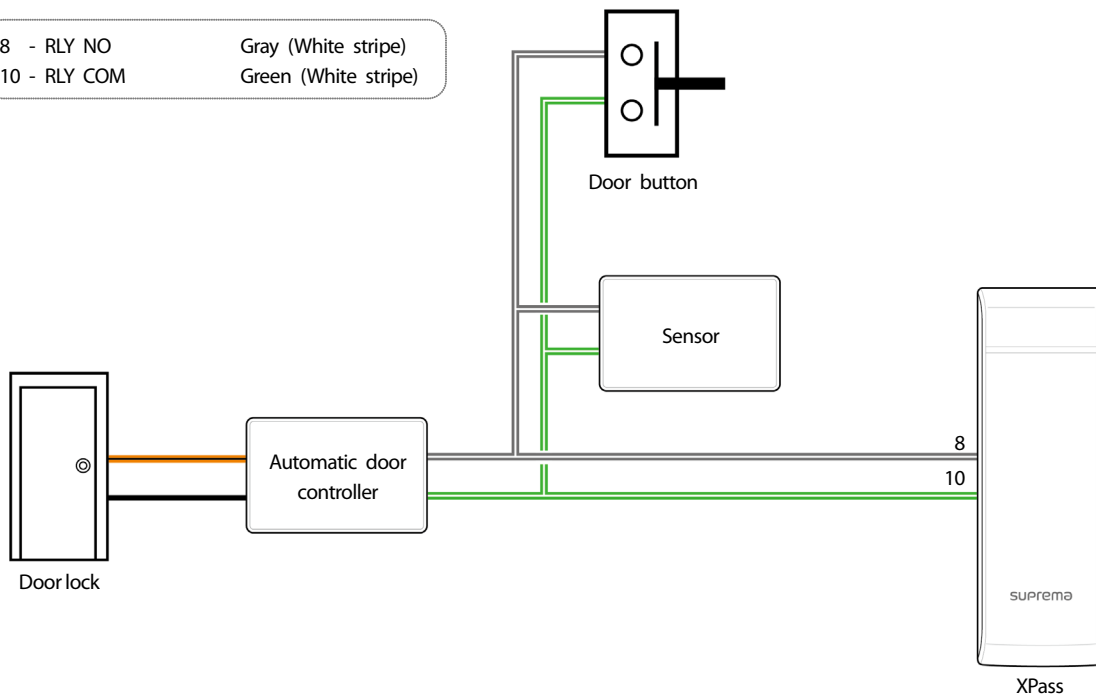 8 - RLY NO Gray (White stripe)
10 - RLY COM Green (White stripe)
Door button
Sensor
8
Automatic door
controller
10
Door lock
suprema
XPass